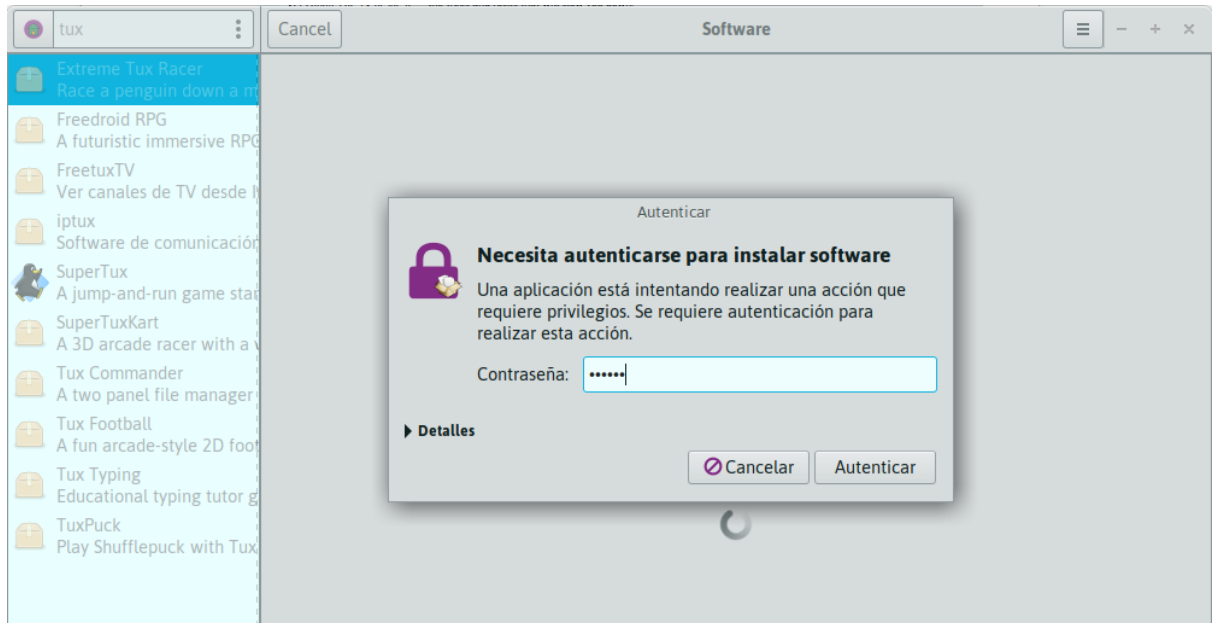 tux
Cancel
Software
Extreme Tux Racer
Race a penguin down a m
Freedroid RPG
A futuristic immersive RPG
FreetuxTV
Ver canales de TV desde
iptux
Software de comunicación
SuperTux
A jump-and-run game star
SuperTuxKart
A 3D arcade racer with a
Tux Commander
A two panel file manager
Tux Football
A fun arcade-style 2D foot
Tux Typing
Educational typing tutor g
TuxPuck
Play Shufflepuck with Tux
Autenticar
Necesita autenticarse para instalar software
Una aplicación está intentando realizar una acción que
requiere privilegios. Se requiere autenticación para
realizar esta acción.
Contraseña: ••••••
Detalles
Cancelar
Autenticar